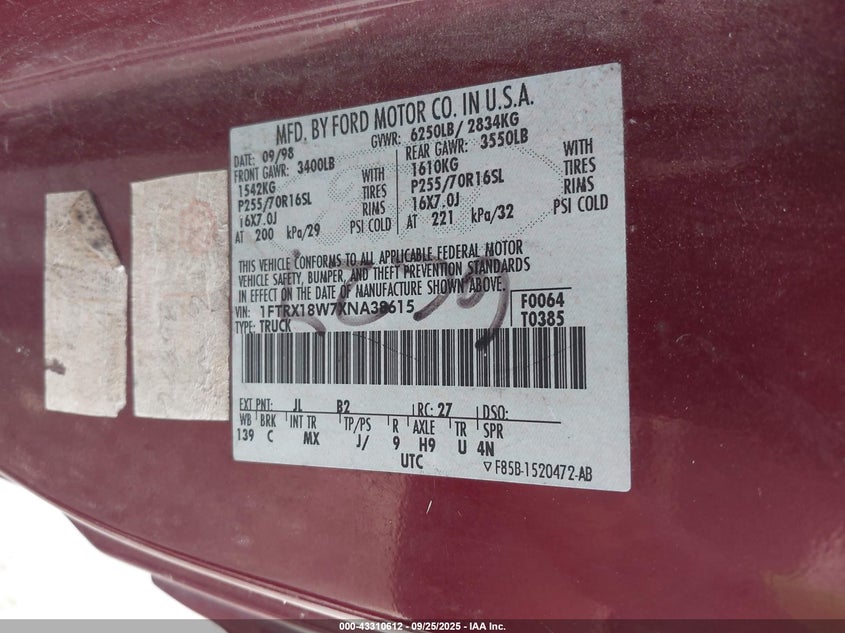 MFD. BY FORD MOTOR CO. IN U.S.A.
DATE: 09/98 GVWR: 6250LB/ 2834KG
FRONT GAWR: 3400LB REAR GAWR: 3550LB
1542KG WITH 1610KG WITH
P255/70R16SL TIRES P255/70R16SL TIRES
16X7.0J RIMS 16X7.0J RIMS
AT 200 kPa/29 PSI COLD AT 221 kPa/32 PSI COLD
THIS VEHICLE CONFORMS TO ALL APPLICABLE FEDERAL MOTOR
VEHICLE SAFETY, BUMPER, AND THEFT PREVENTION STANDARDS
IN EFFECT ON THE DATE OF MANUFACTURE SHOWN ABOVE.
VIN: 1FTRX18W7XNA38615 F0064
TYPE: TRUCK T0385
EXT PNT: JL B2 RC: 27 DSO:
WB BRK INT TR TP/PS R AXLE TR SPR
139 C MX J/ 9 H9 U 4N
UTC ▽F85B-1520472-AB
000-43310612 - 09/25/2025 - IAA Inc.